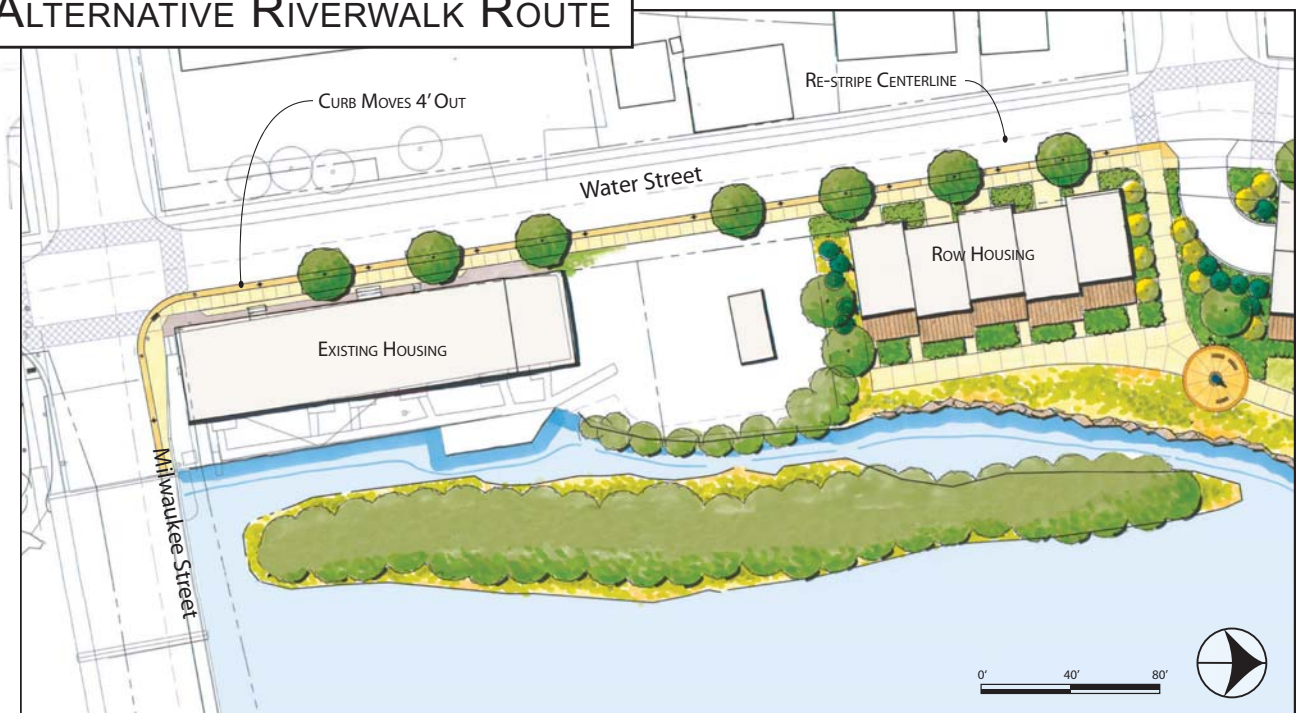 ALTERNATIVE RIVERWALK ROUTE
CURB MOVES 4' OUT
RE-STRIPE CENTERLINE
Water Street
ROW HOUSING
EXISTING HOUSING
Milwaukee Street
0' 40' 80'